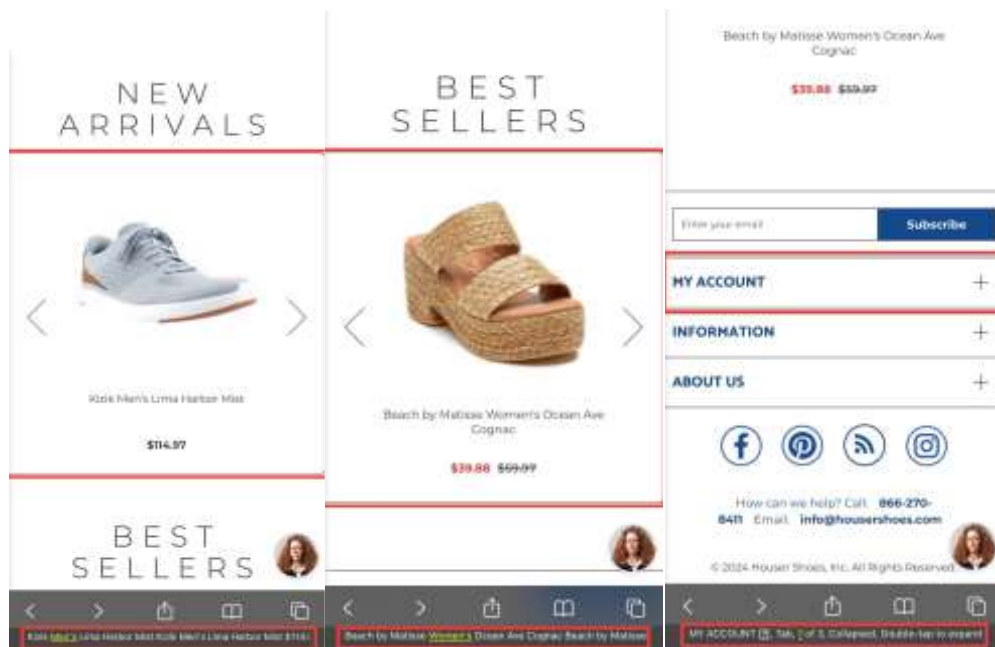 NEW
ARRIVALS
Kizik Men's Lima Harbor Mist
$114.97
BEST
SELLERS
Kizik Men's Lima Harbor Mist Kizik Men's Lima Harbor Mist
BEST
SELLERS
Beach by Matisse Women's Ocean Ave
Cognac
$39.88 $59.97
Beach by Matisse Women's Ocean Ave Cognac Beach by Matisse
Beach by Matisse Women's Ocean Ave
Cognac
$39.88 $59.97
Enter your email
Subscribe
MY ACCOUNT
INFORMATION
ABOUT US
How can we help? Call 866-270-
8411 Email info@housershoes.com
© 2024 Houser Shoes, Inc. All Rights Reserved
MY ACCOUNT Tab, 1 of 3, Collapsed, Double-tap to expand